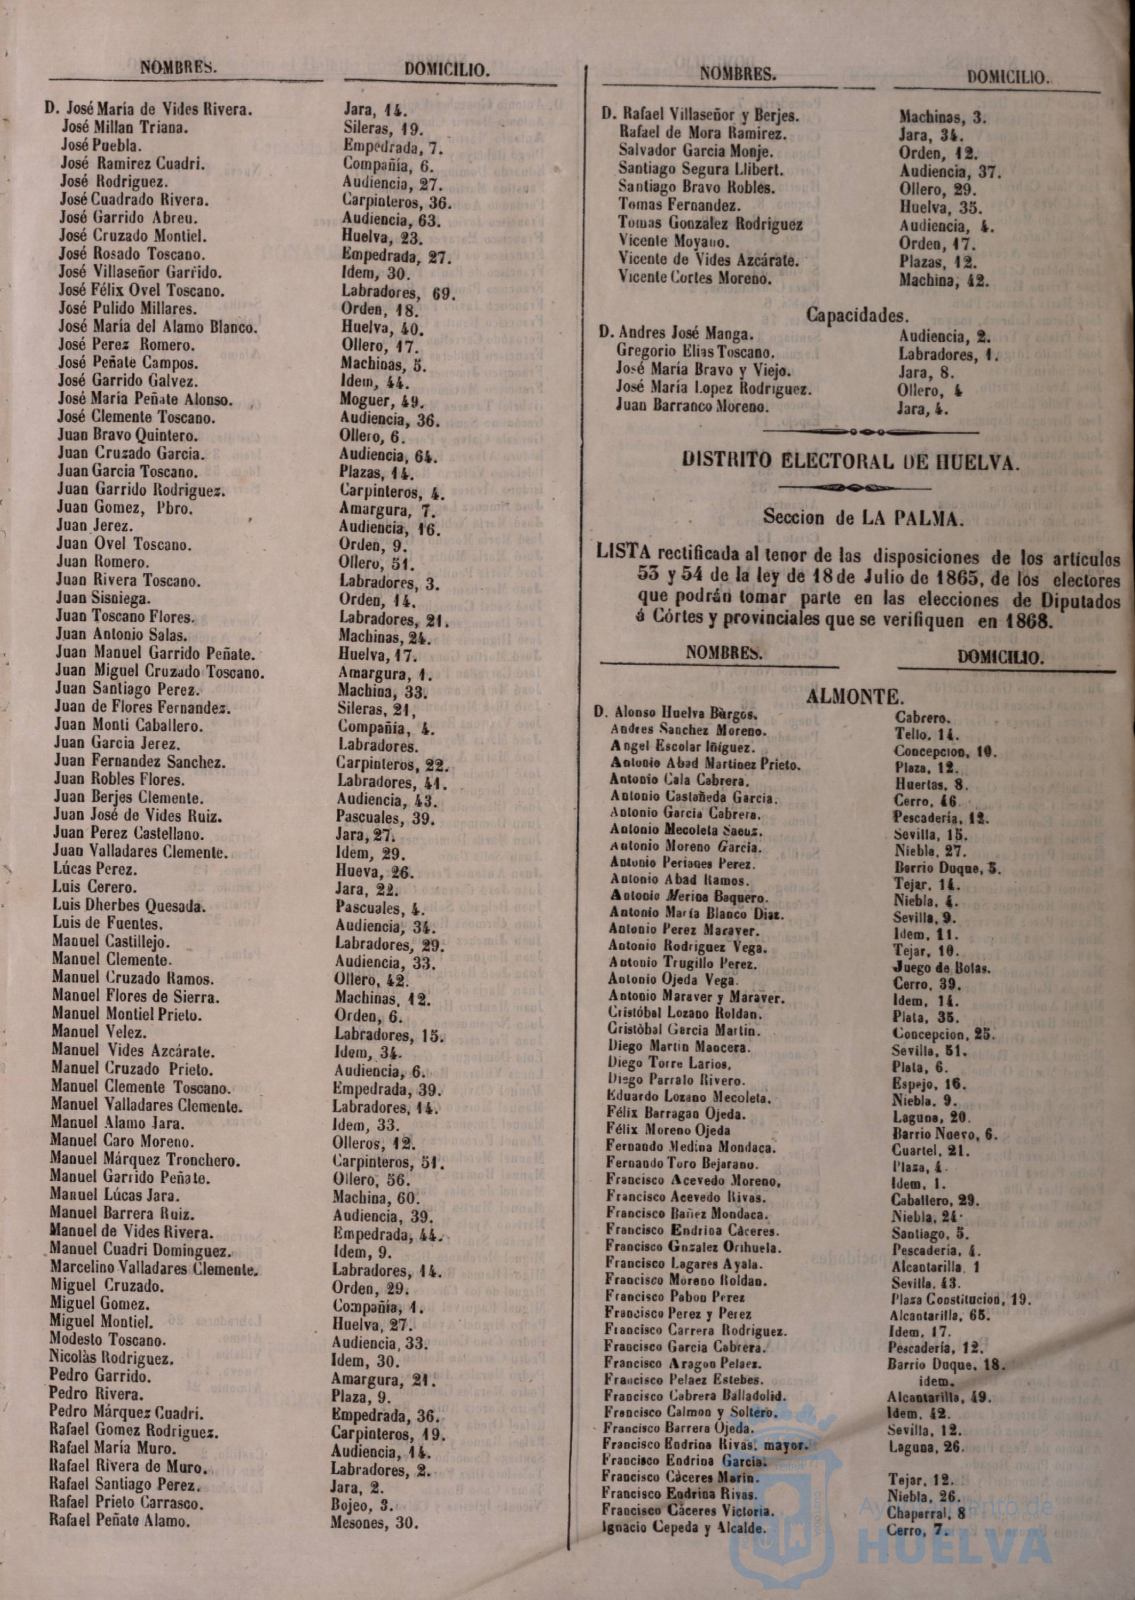 NOMBRES. DOMICILIO.
D. José María de Vides Rivera. Jara, 14.
José Millan Triana. Sileras, 19.
José Puebla. Empedrada, 7.
José Ramirez Cuadri. Compañía, 6.
José Rodriguez. Audiencia, 27.
José Cuadrado Rivera. Carpinteros, 36.
José Garrido Abreu. Audiencia, 63.
José Cruzado Montiel. Huelva, 23.
José Rosado Toscano. Empedrada, 27.
José Villaseñor Garrido. Idem, 30.
José Félix Ovel Toscano. Labradores, 69.
José Pulido Millares. Orden, 18.
José María del Alamo Blanco. Huelva, 40.
José Perez Romero. Ollero, 17.
José Peñate Campos. Machinas, 5.
José Garrido Galvez. Idem, 44.
José María Peñate Alonso. Moguer, 49.
José Clemente Toscano. Audiencia, 36.
Juan Bravo Quintero. Ollero, 6.
Juan Cruzado García. Audiencia, 64.
Juan Garcia Toscano. Plazas, 14.
Juan Garrido Rodriguez. Carpinteros, 4.
Juan Gomez, Pbro. Amargura, 7.
Juan Jerez. Audiencia, 16.
Juan Ovel Toscano. Orden, 9.
Juan Romero. Ollero, 51.
Juan Rivera Toscano. Labradores, 3.
Juan Sisniega. Orden, 14.
Juan Toscano Flores. Labradores, 21.
Juan Antonio Salas. Machinas, 24.
Juan Manuel Garrido Peñate. Huelva, 17.
Juan Miguel Cruzado Toscano. Amargura, 1.
Juan Santiago Perez. Machina, 33.
Juan de Flores Fernandez. Sileras, 21,
Juan Monti Caballero. Compañía, 4.
Juan Garcia Jerez. Labradores.
Juan Fernandez Sanchez. Carpinteros, 22.
Juan Robles Flores. Labradores, 41.
Juan Berjes Clemente. Audiencia, 43.
Juan José de Vides Ruiz. Pascuales, 39.
Juan Perez Castellano. Jara, 27.
Juan Valladares Clemente. Idem, 29.
Lúcas Perez. Hueva, 26.
Luis Cerero. Jara, 22.
Luis Dherbes Quesada. Pascuales, 4.
Luis de Fuentes. Audiencia, 34.
Manuel Castillejo. Labradores, 29.
Manuel Clemente. Audiencia, 33.
Manuel Cruzado Ramos. Ollero, 42.
Manuel Flores de Sierra. Machinas, 12.
Manuel Montiel Prieto. Orden, 6.
Manuel Velez. Labradores, 15.
Manuel Vides Azcárate. Idem, 34.
Manuel Cruzado Prieto. Audiencia, 6.
Manuel Clemente Toscano. Empedrada, 39.
Manuel Valladares Clemente. Labradores, 14.
Manuel Alamo Jara. Idem, 33.
Manuel Caro Moreno. Olleros, 12.
Manuel Márquez Tronchero. Carpinteros, 51.
Manuel Garrido Peñate. Ollero, 56.
Manuel Lúcas Jara. Machina, 60.
Manuel Barrera Ruiz. Audiencia, 39.
Manuel de Vides Rivera. Empedrada, 44.
Manuel Cuadri Dominguez. Idem, 9.
Marcelino Valladares Clemente. Labradores, 14.
Miguel Cruzado. Orden, 29.
Miguel Gomez. Compañía, 1.
Miguel Montiel. Huelva, 27.
Modesto Toscano. Audiencia, 33.
Nicolàs Rodriguez. Idem, 30.
Pedro Garrido. Amargura, 21.
Pedro Rivera. Plaza, 9.
Pedro Márquez Cuadri. Empedrada, 36.
Rafael Gomez Rodriguez. Carpinteros, 19.
Rafael María Muro. Audiencia, 14.
Rafael Rivera de Muro. Labradores, 2.
Rafael Santiago Perez. Jara, 2.
Rafael Prieto Carrasco. Bojeo, 3.
Rafael Peñate Alamo. Mesones, 30.
NOMBRES. DOMICILIO.
D. Rafael Villaseñor y Berjes. Machinas, 3.
Rafael de Mora Ramirez. Jara, 34.
Salvador Garcia Monje. Orden, 12.
Santiago Segura Llibert. Audiencia, 37.
Santiago Bravo Robles. Ollero, 29.
Tomas Fernandez. Huelva, 35.
Tomas Gonzalez Rodriguez Audiencia, 4.
Vicente Moyano. Orden, 17.
Vicente de Vides Azcárate. Plazas, 12.
Vicente Cortes Moreno. Machina, 42.
Capacidades.
D. Andres José Manga. Audiencia, 2.
Gregorio Elias Toscano. Labradores, 1.
José Maria Bravo y Viejo. Jara, 8.
José María Lopez Rodriguez. Ollero, 4
Juan Barranco Moreno. Jara, 4.
DISTRITO ELECTORAL DE HUELVA.
Seccion de LA PALMA.
LISTA rectificada al tenor de las disposiciones de los artículos
53 y 54 de la ley de 18 de Julio de 1865, de los electores
que podrán tomar parte en las elecciones de Diputados
á Córtes y provinciales que se verifiquen en 1868.
NOMBRES. DOMICILIO.
ALMONTE.
D. Alonso Huelva Bàrgos. Cabrero.
Andres Sanchez Moreno. Tello, 14.
Angel Escolar Iñiguez. Concepcion, 10.
Antonio Abad Martinez Prieto. Plaza, 12.
Antonio Cala Cabrera. Huertas, 8.
Antonio Castañeda Garcia. Cerro, 46
Antonio Garcia Cabrera. Pescadería, 12.
Antonio Mecoleta Saenz. Sevilla, 15.
Antonio Moreno Garcia. Niebla, 27.
Antonio Periañes Perez. Barrio Duque, 5.
Antonio Abad Ramos. Tejar, 14.
Antonio Merina Baquero. Niebla, 4.
Antonio María Blanco Diaz. Sevilla, 9.
Antonio Perez Maraver. Idem, 11.
Antonio Rodriguez Vega. Tejar, 10.
Antonio Trugillo Perez. Juego de Bolas.
Antonio Ojeda Vega. Cerro, 39.
Antonio Maraver y Maraver. Idem, 14.
Cristóbal Lozano Roldan. Plata, 35.
Cristóbal Garcia Martin. Concepcion, 25.
Diego Martin Mancera. Sevilla, 51.
Diego Torre Larios. Plata, 6.
Diego Parralo Rivero. Espejo, 16.
Eduardo Lozano Mecoleta. Niebla, 9.
Félix Barragan Ojeda. Laguna, 20.
Félix Moreno Ojeda Barrio Nuevo, 6.
Fernando Medina Mondaca. Cuartel, 21.
Fernando Toro Bejarano. Plaza, 4.
Francisco Acevedo Moreno, Idem, 1.
Francisco Acevedo Rivas. Caballero, 29.
Francisco Bañez Mondaca. Niebla, 24
Francisco Endrina Cáceres. Santiago, 5.
Francisco Gnzalez Orihuela. Pescaderia, 4.
Francisco Lagares Ayala. Alcantarilla, 1
Francisco Moreno Roldan. Sevilla, 43.
Francisco Pabon Perez Plaza Constitucion, 19.
Francisco Perez y Perez Alcantarilla, 65.
Francisco Carrera Rodriguez. Idem, 17.
Francisco Garcia Cabrera. Pescadería, 12.
Francisco Aragon Pelaez. Barrio Duque, 18.
Francisco Pelaez Estebes. idem.
Francisco Cabrera Balladolid. Alcantarilla, 49.
Francisco Calmon y Soltero. Idem, 42.
Francisco Barrera Ojeda. Sevilla, 12.
Francisco Endrina Rivas, mayor. Laguna, 26.
Francisco Endrina Garcia.
Francisco Cáceres Marin. Tejar, 12.
Francisco Endrina Rivas. Niebla, 26.
Francisco Cáceres Victoria. Chaparral, 8
Ignacio Cepeda y Alcalde. Cerro, 7.
Ayuntamiento de
HUELVA